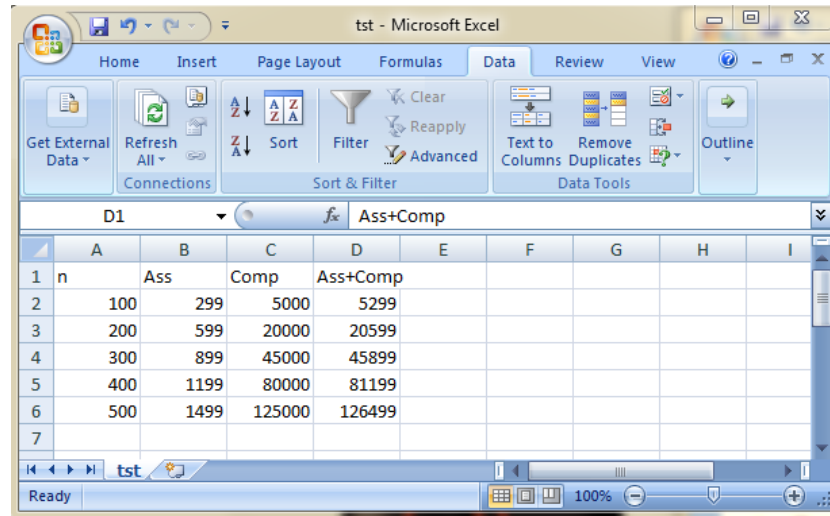 tst - Microsoft Excel
Home Insert Page Layout Formulas Data Review View
Get External Data
Refresh All
Connections
Sort
Filter
Clear
Reapply
Advanced
Sort & Filter
Text to Columns
Remove Duplicates
Data Tools
Outline
D1 fx Ass+Comp
A B C D E F G H I
1 n Ass Comp Ass+Comp
2 100 299 5000 5299
3 200 599 20000 20599
4 300 899 45000 45899
5 400 1199 80000 81199
6 500 1499 125000 126499
7
tst
Ready 100%